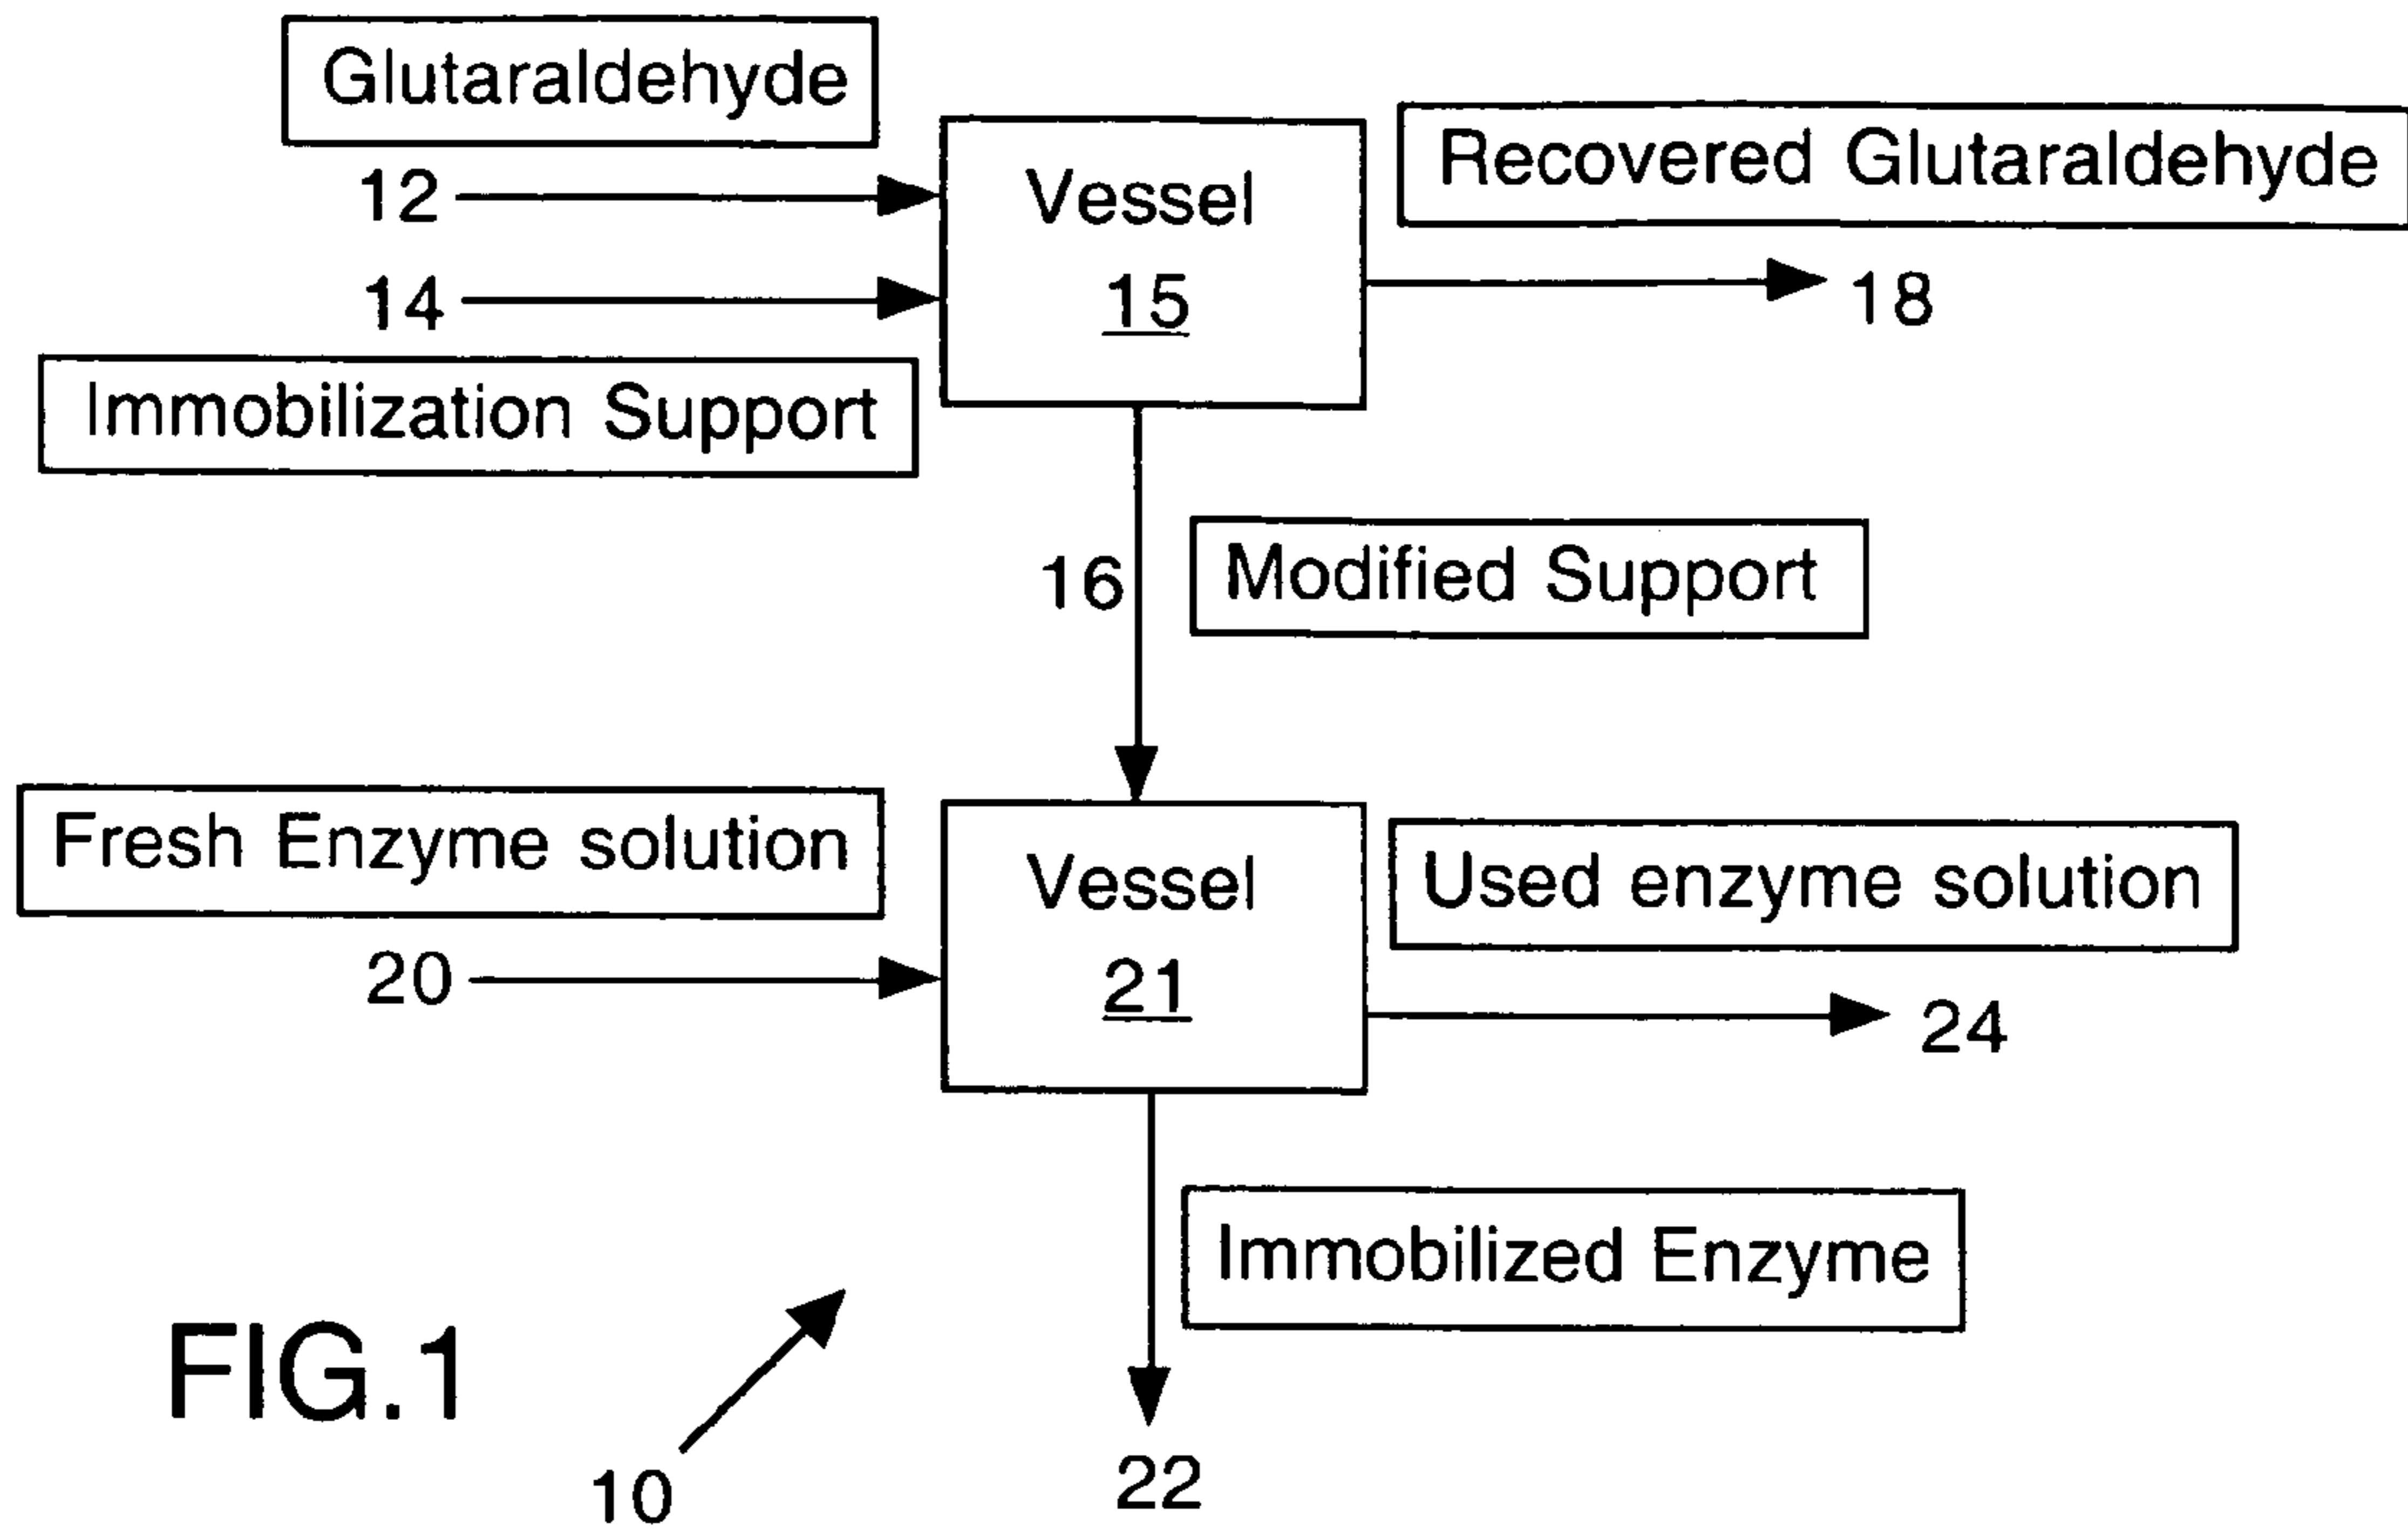 Glutaraldehyde
12
14
Immobilization Support
Vessel
15
Recovered Glutaraldehyde
18
16
Modified Support
Fresh Enzyme solution
20
Vessel
21
Used enzyme solution
24
Immobilized Enzyme
22
FIG.1
10